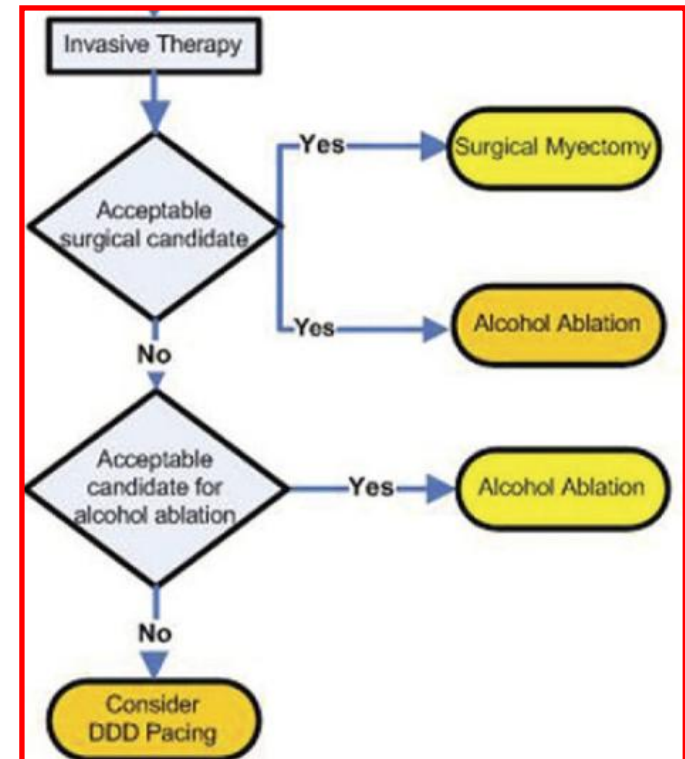 Invasive Therapy
Yes
Surgical Myectomy
Acceptable
surgical candidate
Yes
Alcohol Ablation
No
Acceptable
candidate for
alcohol ablation
Yes
Alcohol Ablation
No
Consider
DDD Pacing